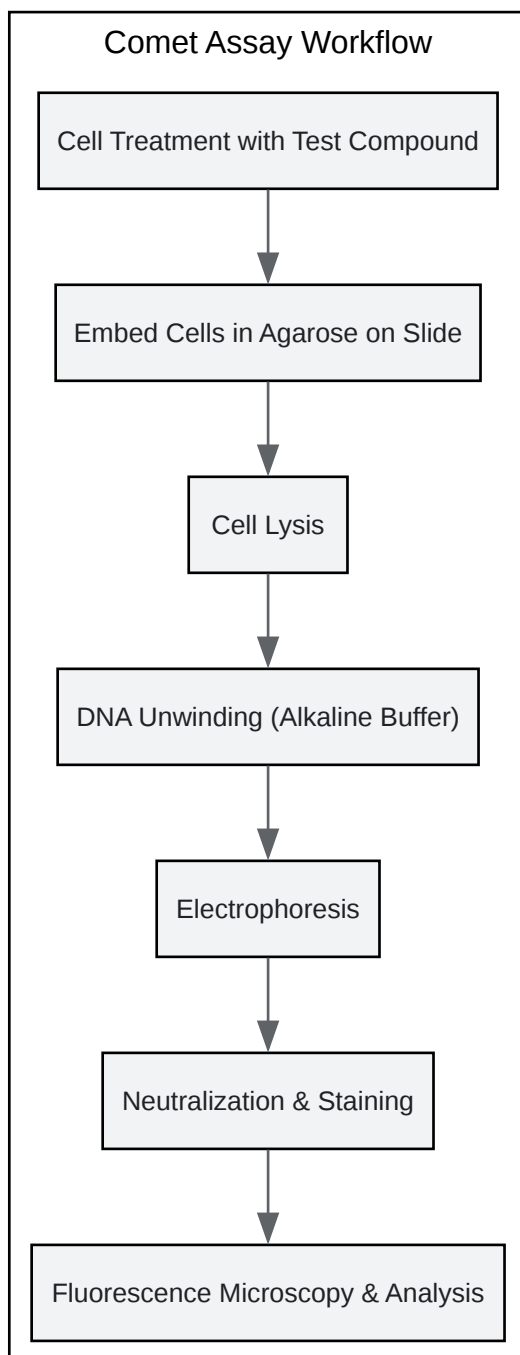 Comet Assay Workflow
Cell Treatment with Test Compound
Embed Cells in Agarose on Slide
Cell Lysis
DNA Unwinding (Alkaline Buffer)
Electrophoresis
Neutralization & Staining
Fluorescence Microscopy & Analysis